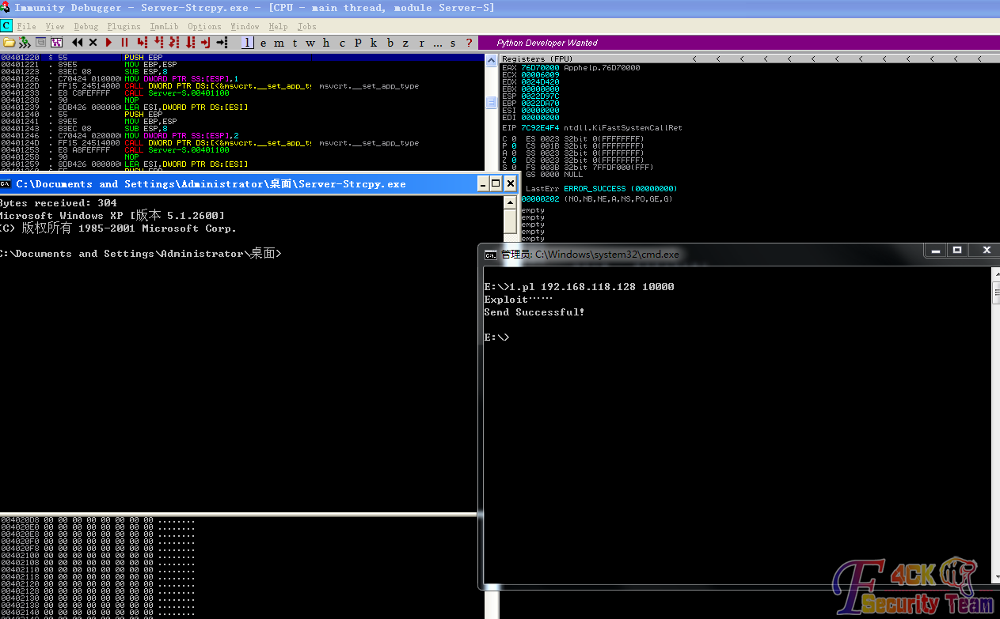 Immunity Debugger - Server-Strcpy.exe - [CPU - main thread, module Server-S]
C File View Debug Plugins ImmLib Options Window Help Jobs
l e m t w h c P k b z r ... s ?
Python Developer Wanted
00401220 $ 55 PUSH EBP
00401221 . 89E5 MOV EBP,ESP
00401223 . 83EC 08 SUB ESP,8
00401226 . C70424 010000 MOV DWORD PTR SS:[ESP],1
0040122D . FF15 24514000 CALL DWORD PTR DS:[<&msvcrt.__set_app_t msvcrt.__set_app_type
00401233 . E8 C8FEFFFF CALL Server-S.00401100
00401238 . 90 NOP
00401239 . 8DB426 000000 LEA ESI,DWORD PTR DS:[ESI]
00401240 . 55 PUSH EBP
00401241 . 89E5 MOV EBP,ESP
00401243 . 83EC 08 SUB ESP,8
00401246 . C70424 020000 MOV DWORD PTR SS:[ESP],2
0040124D . FF15 24514000 CALL DWORD PTR DS:[<&msvcrt.__set_app_t msvcrt.__set_app_type
00401253 . E8 A8FEFFFF CALL Server-S.00401100
00401258 . 90 NOP
00401259 . 8DB426 000000 LEA ESI,DWORD PTR DS:[ESI]
Registers (FPU) < < < < < < < < < < < < <
EAX 76D70000 Apphelp.76D70000
ECX 00006009
EDX 0024D420
EBX 00000000
ESP 0022D97C
EBP 0022DA70
ESI 00000000
EDI 00000000
EIP 7C92E4F4 ntdll.KiFastSystemCallRet
C 0 ES 0023 32bit 0(FFFFFFFF)
P 0 CS 001B 32bit 0(FFFFFFFF)
A 0 SS 0023 32bit 0(FFFFFFFF)
Z 0 DS 0023 32bit 0(FFFFFFFF)
S 0 FS 003B 32bit 7FFDF000(FFF)
GS 0000 NULL
LastErr ERROR_SUCCESS (00000000)
00000202 (NO,NB,NE,A,NS,PO,GE,G)
empty
empty
empty
empty
empty
C:\Documents and Settings\Administrator\桌面\Server-Strcpy.exe
Bytes received: 304
Microsoft Windows XP [版本 5.1.2600]
(C) 版权所有 1985-2001 Microsoft Corp.
C:\Documents and Settings\Administrator\桌面>
管理员: C:\Windows\system32\cmd.exe
E:\>1.pl 192.168.118.128 10000
Exploit……
Send Successful!
E:\>
004020D8 00 00 00 00 00 00 00 00 ........
004020E0 00 00 00 00 00 00 00 00 ........
004020E8 00 00 00 00 00 00 00 00 ........
004020F0 00 00 00 00 00 00 00 00 ........
004020F8 00 00 00 00 00 00 00 00 ........
00402100 00 00 00 00 00 00 00 00 ........
00402108 00 00 00 00 00 00 00 00 ........
00402110 00 00 00 00 00 00 00 00 ........
00402118 00 00 00 00 00 00 00 00 ........
00402120 00 00 00 00 00 00 00 00 ........
00402128 00 00 00 00 00 00 00 00 ........
00402130 00 00 00 00 00 00 00 00 ........
00402138 00 00 00 00 00 00 00 00 ........
00402140 00 00 00 00 00 00 00 00 ........
F4CK
Security Team